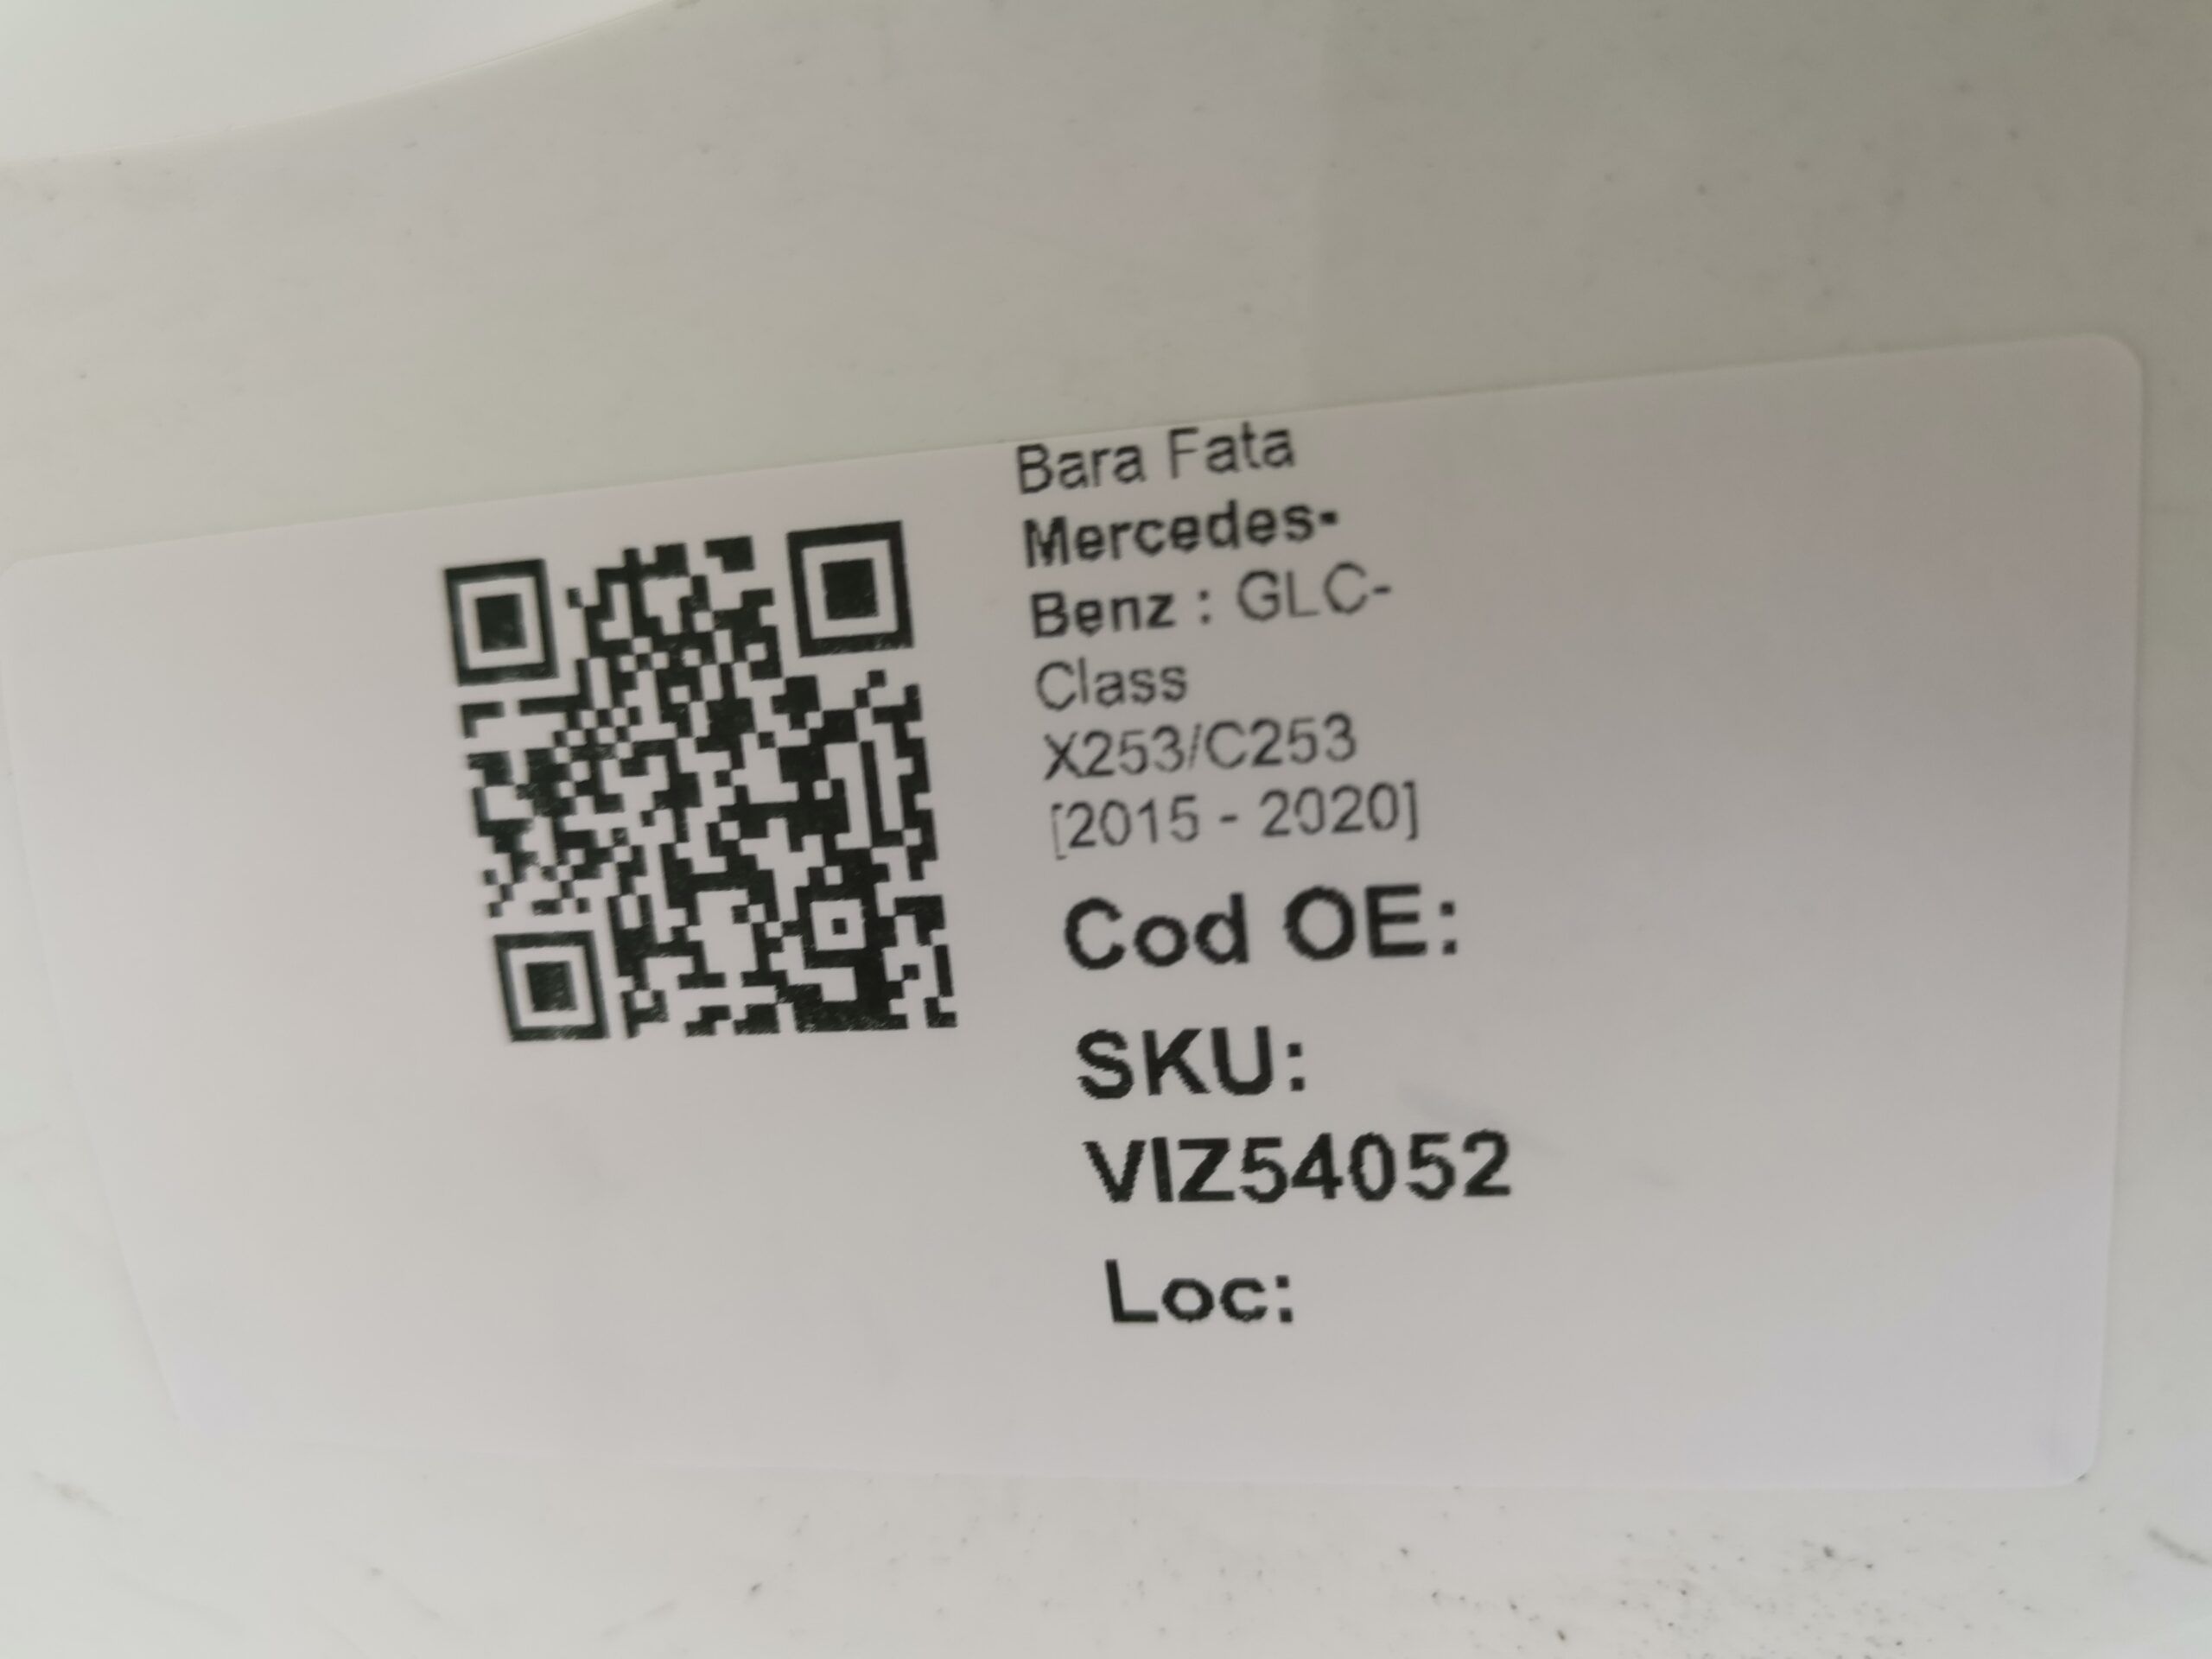 Bara Fata
Mercedes-
Benz : GLC-
Class
X253/C253
[2015 - 2020]
Cod OE:
SKU:
VIZ54052
Loc: